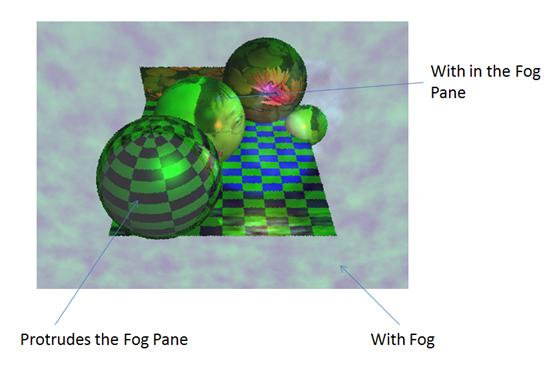 With in the Fog
Pane
Protrudes the Fog Pane
With Fog